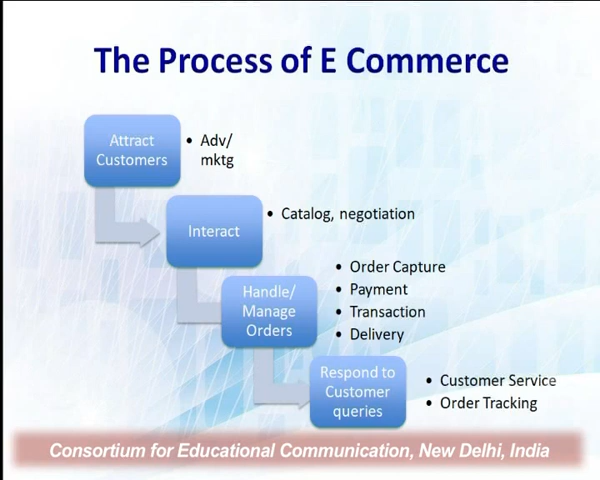 The Process of E Commerce
Attract
Customers
• Adv/
mktg
Interact
• Catalog, negotiation
Handle/
Manage
Orders
• Order Capture
• Payment
• Transaction
• Delivery
Respond to
Customer
queries
• Customer Service
• Order Tracking
Consortium for Educational Communication, New Delhi, India